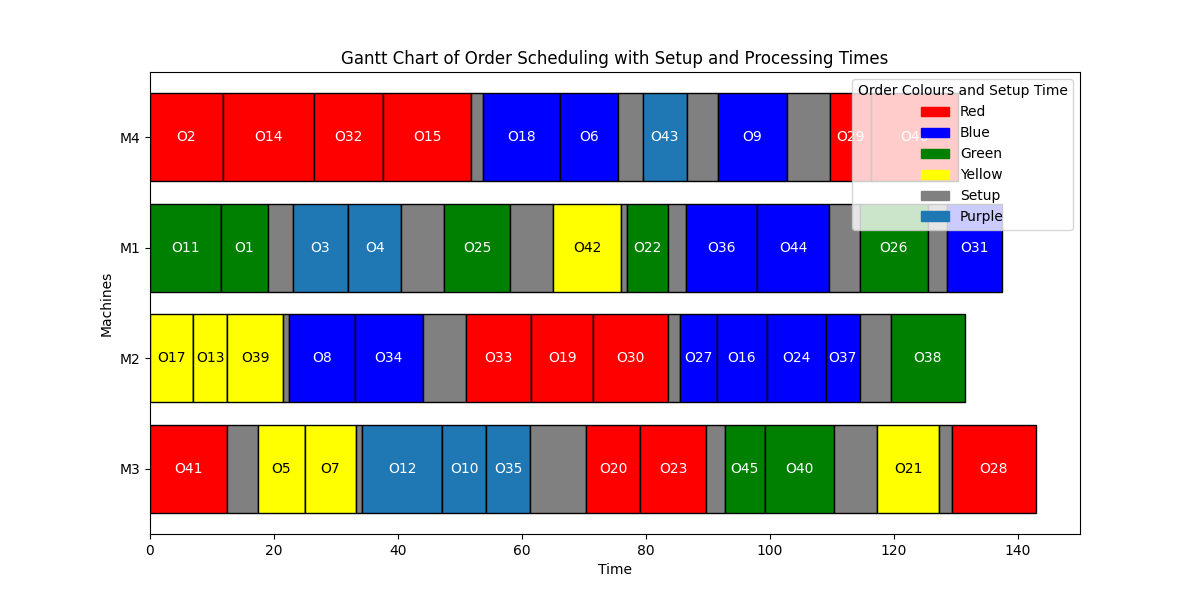 Gantt Chart of Order Scheduling with Setup and Processing Times
Order Colours and Setup Time
Red
Blue
Green
Yellow
Setup
Purple
Machines
M4
O2 O14 O32 O15 O18 O6 O43 O9 O29
M1
O11 O1 O3 O4 O25 O42 O22 O36 O44 O26 O31
M2
O17 O13 O39 O8 O34 O33 O19 O30 O27 O16 O24 O37 O38
M3
O41 O5 O7 O12 O10 O35 O20 O23 O45 O40 O21 O28
0 20 40 60 80 100 120 140
Time